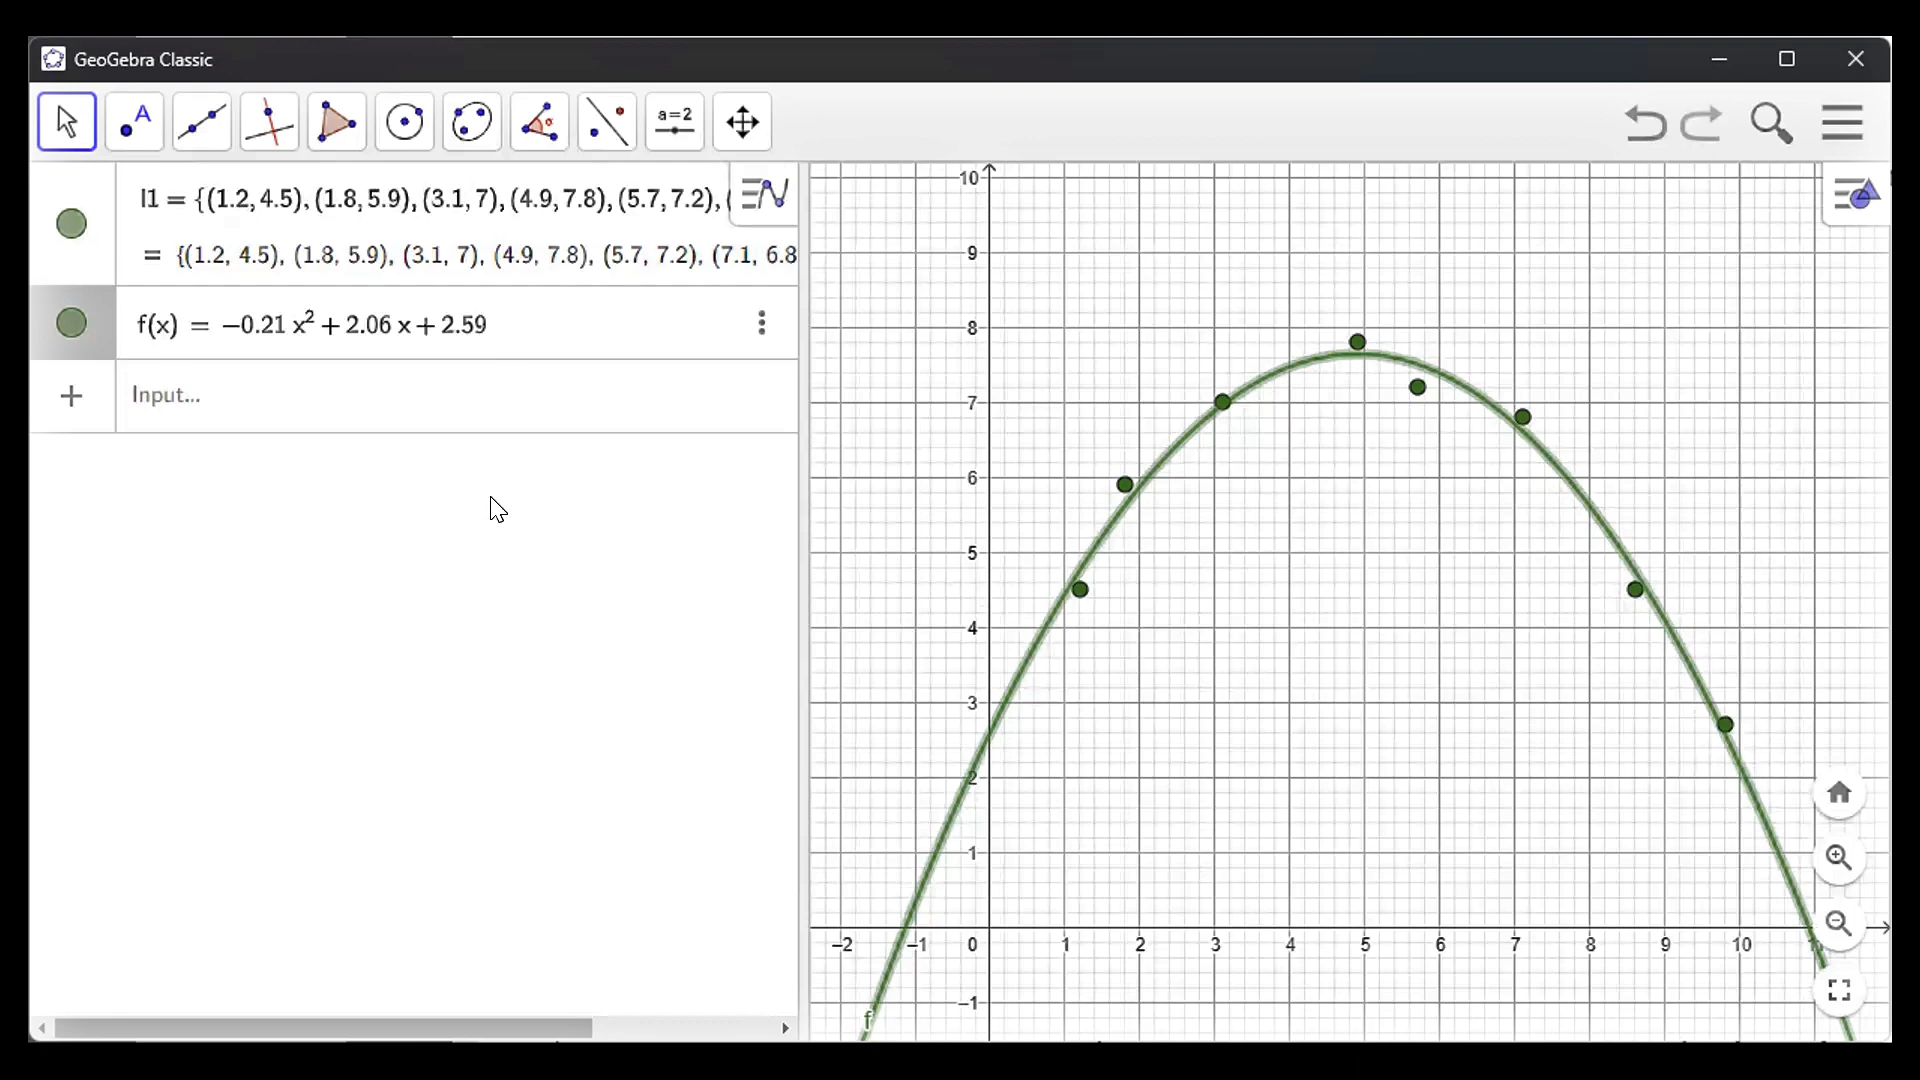 GeoGebra Classic
A
a=2
l1 = {(1.2, 4.5), (1.8, 5.9), (3.1, 7), (4.9, 7.8), (5.7, 7.2), (
= {(1.2, 4.5), (1.8, 5.9), (3.1, 7), (4.9, 7.8), (5.7, 7.2), (7.1, 6.8
f(x) = −0.21 x² + 2.06 x + 2.59
+ Input...
10
9
8
7
6
5
4
3
2
1
−2 −1 0 1 2 3 4 5 6 7 8 9 10
−1
f